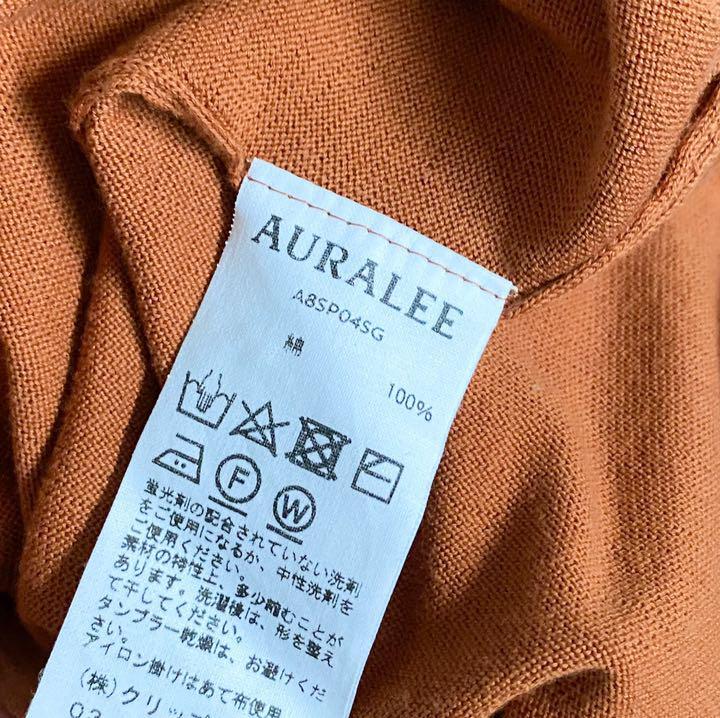 AURALEE
A8SP04SG
綿 100%
F
W
蛍光剤の配合されていない洗剤
をご使用になるか、中性洗剤を
ご使用ください。
素材の特性上、多少縮むことが
あります。洗濯後は、形を整え
て干してください。
タンブラー乾燥は、お避けくだ
さい。
アイロン掛けはあて布使用
(株)クリップ
03